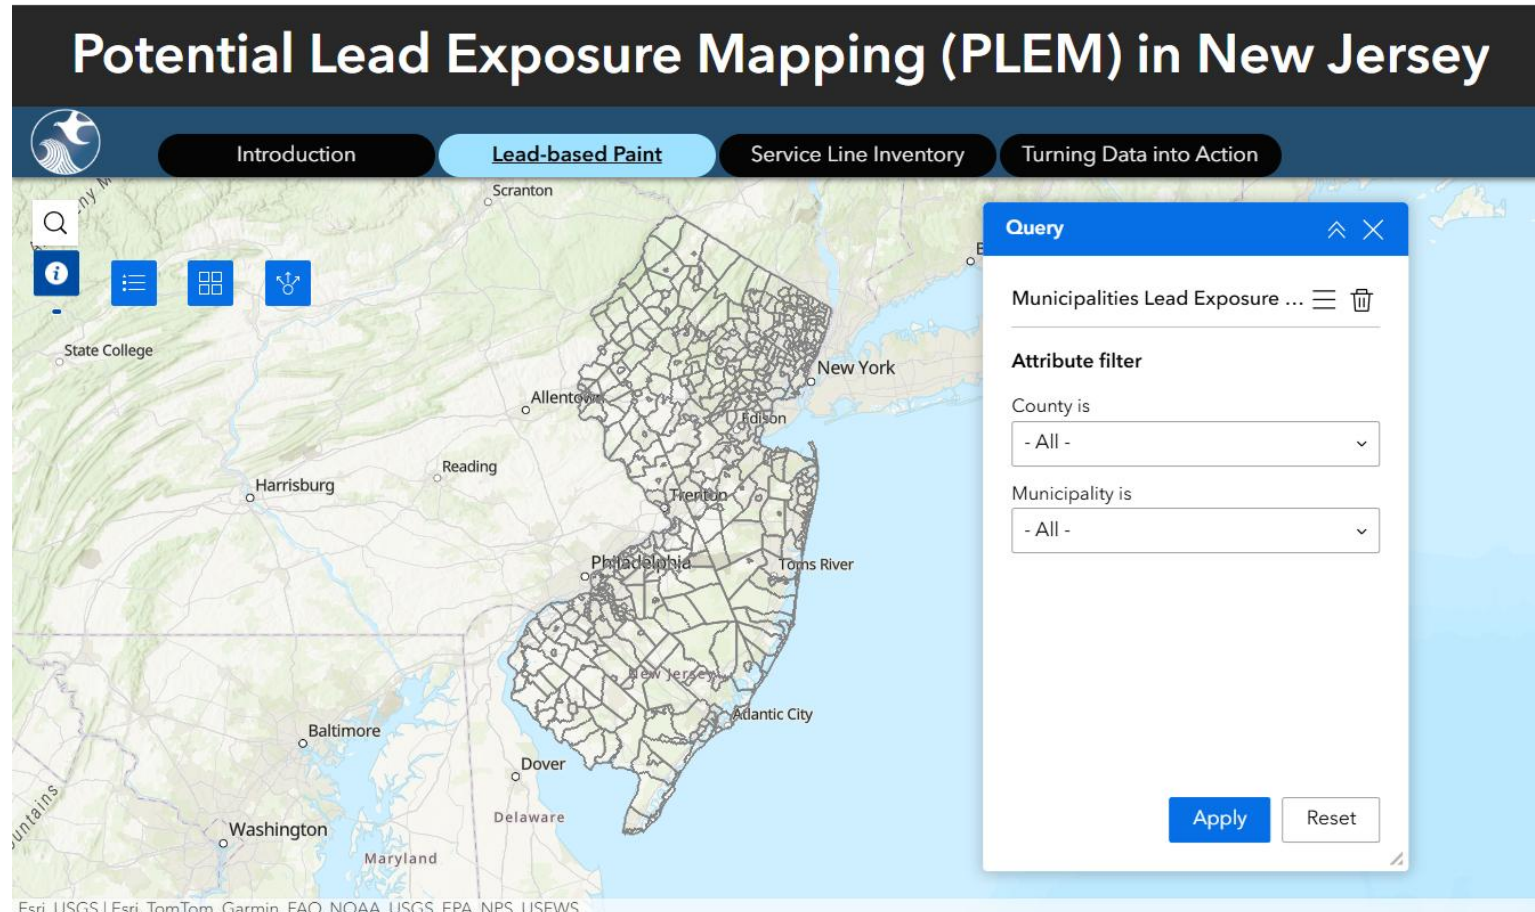 Potential Lead Exposure Mapping (PLEM) in New Jersey
Introduction
Lead-based Paint
Service Line Inventory
Turning Data into Action
Scranton
State College
New York
Allentown
Edison
Reading
Harrisburg
Trenton
Philadelphia
Toms River
New Jersey
Atlantic City
Baltimore
Dover
Delaware
Washington
Maryland
Query
Municipalities Lead Exposure ...
Attribute filter
County is
- All -
Municipality is
- All -
Apply
Reset
Esri, USGS | Esri, TomTom, Garmin, FAO, NOAA, USGS, EPA, NPS, USFWS